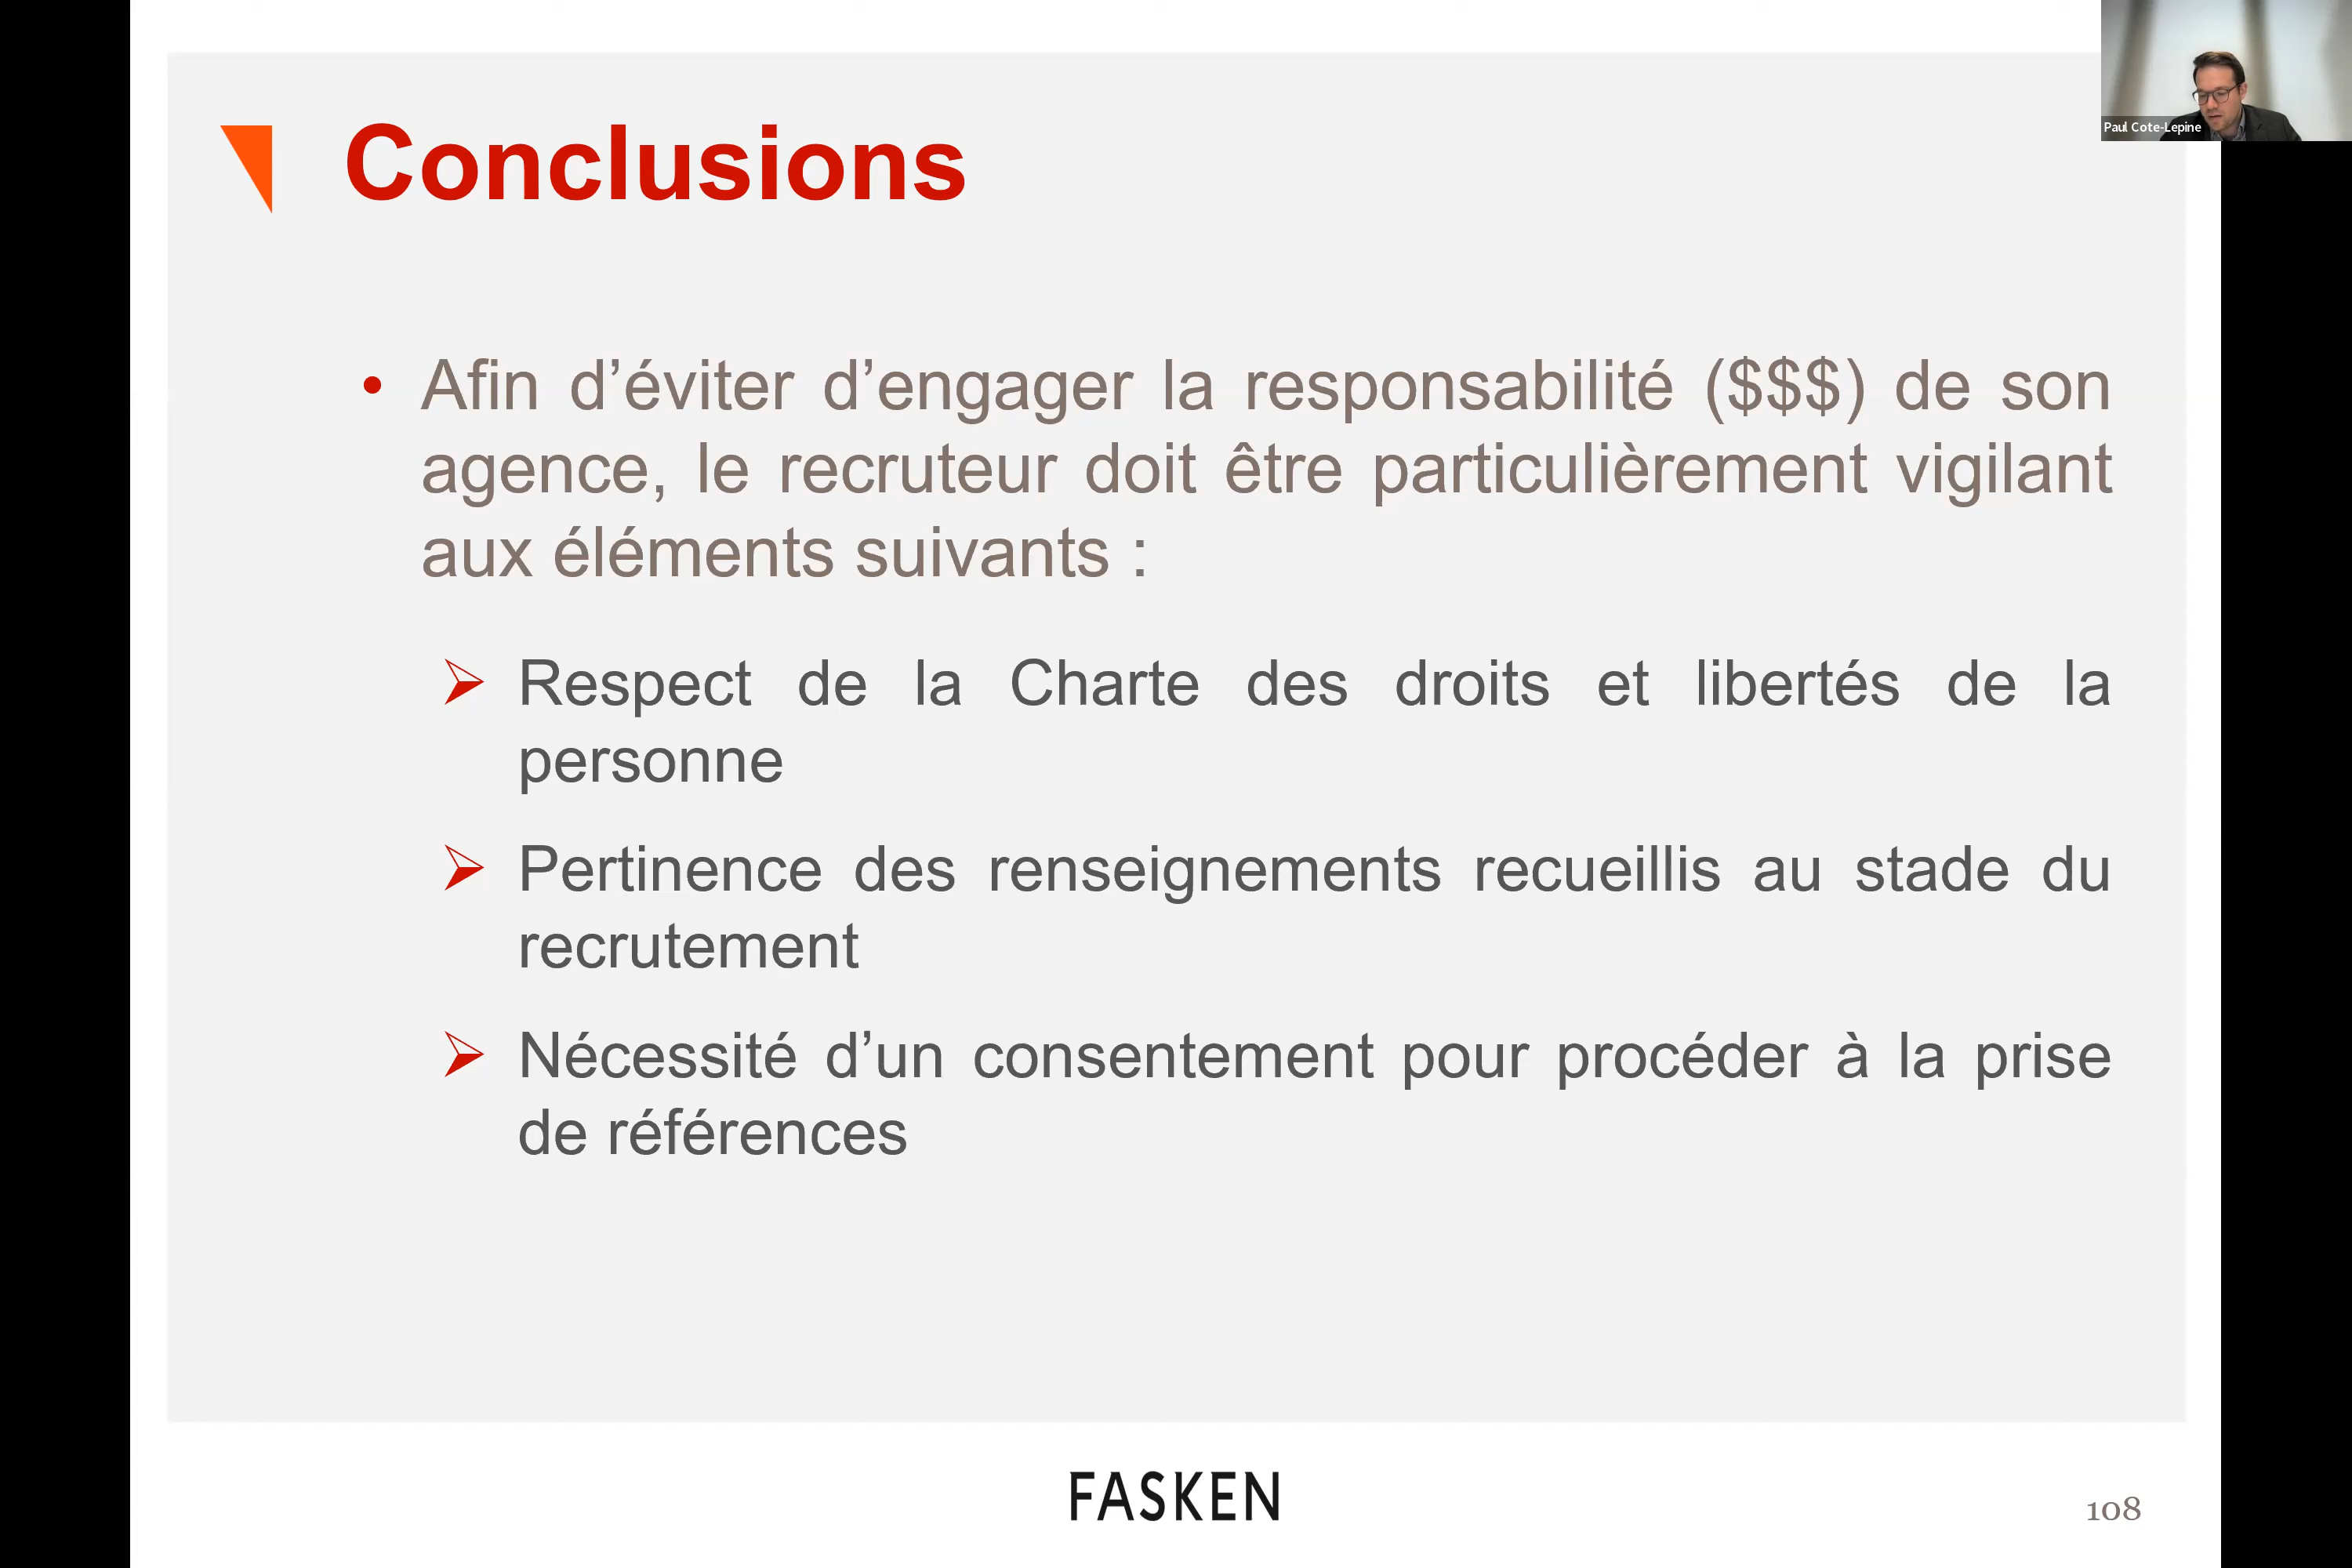 Paul Cote-Lepine
Conclusions
• Afin d’éviter d’engager la responsabilité ($$$) de son
agence, le recruteur doit être particulièrement vigilant
aux éléments suivants :
Respect de la Charte des droits et libertés de la
personne
Pertinence des renseignements recueillis au stade du
recrutement
Nécessité d’un consentement pour procéder à la prise
de références
FASKEN
108